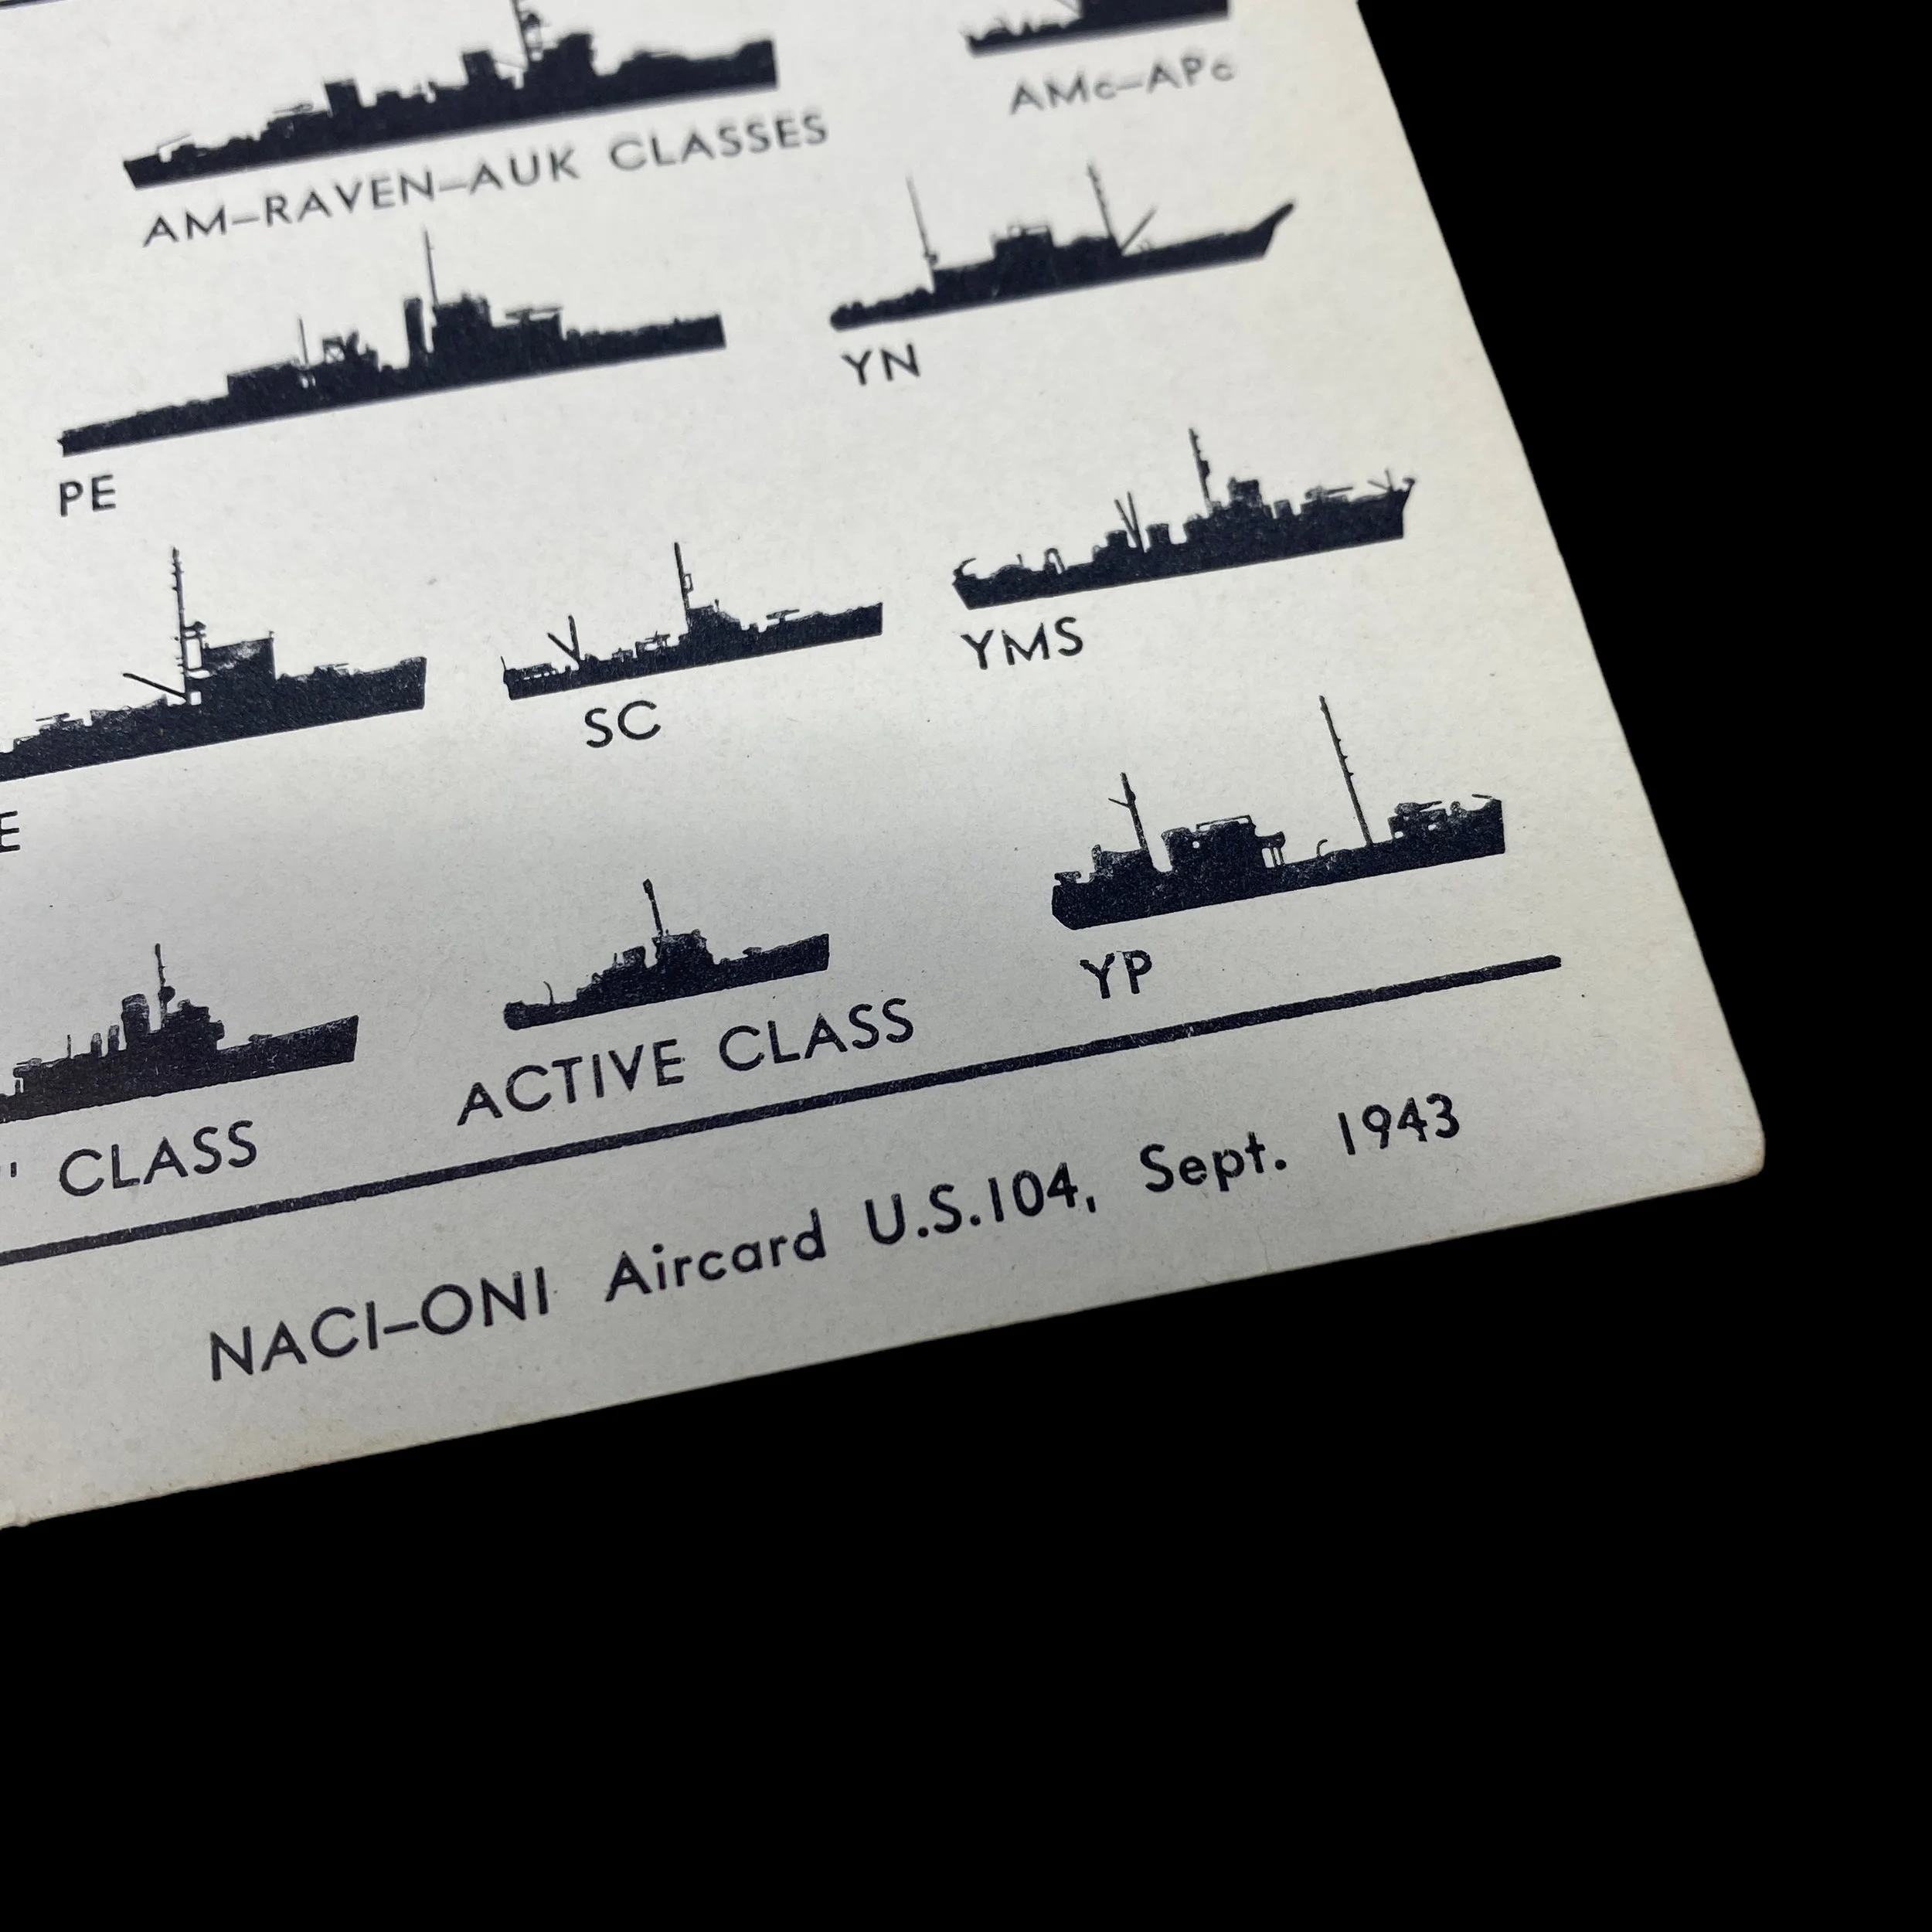 AMc–APc
AM–RAVEN–AUK CLASSES
YN
PE
YMS
SC
E
YP
ACTIVE CLASS
' CLASS
NACI–ONI Aircard U.S.104, Sept. 1943